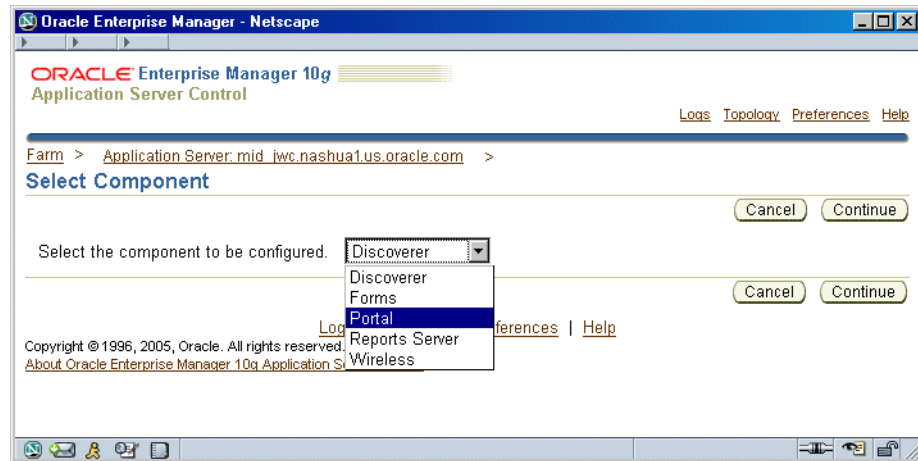 Oracle Enterprise Manager - Netscape
ORACLE Enterprise Manager 10g
Application Server Control
Logs Topology Preferences Help
Farm > Application Server: mid_jwc.nashua1.us.oracle.com >
Select Component
Cancel Continue
Select the component to be configured. Discoverer
Discoverer
Forms
Portal
Reports Server
Wireless
Cancel Continue
| Help
Copyright © 1996, 2005, Oracle. All rights reserved.
About Oracle Enterprise Manager 10g Application